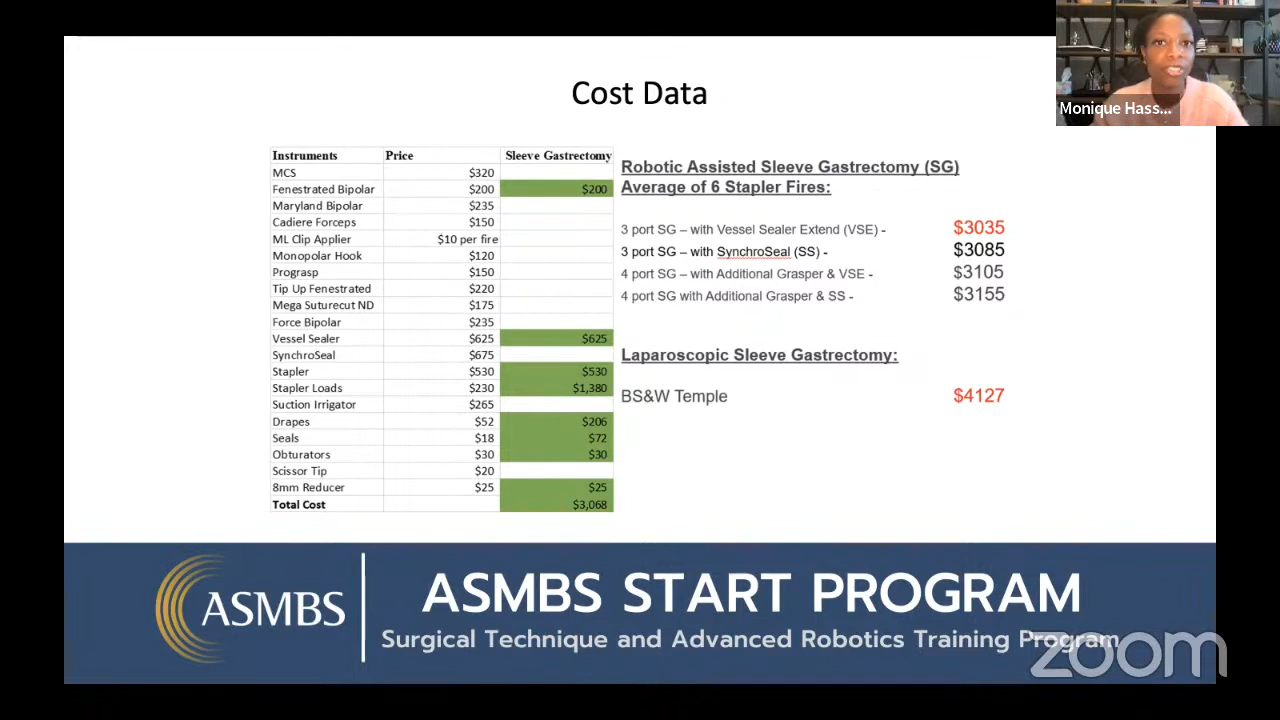 Monique Hass...
Cost Data
Instruments Price Sleeve Gastrectomy
MCS $320
Fenestrated Bipolar $200 $200
Maryland Bipolar $235
Cadiere Forceps $150
ML Clip Applier $10 per fire
Monopolar Hook $120
Prograsp $150
Tip Up Fenestrated $220
Mega Suturecut ND $175
Force Bipolar $235
Vessel Sealer $625 $625
SynchroSeal $675
Stapler $530 $530
Stapler Loads $230 $1,380
Suction Irrigator $265
Drapes $52 $206
Seals $18 $72
Obturators $30 $30
Scissor Tip $20
8mm Reducer $25 $25
Total Cost $3,068
Robotic Assisted Sleeve Gastrectomy (SG)
Average of 6 Stapler Fires:
3 port SG – with Vessel Sealer Extend (VSE) - $3035
3 port SG – with SynchroSeal (SS) - $3085
4 port SG – with Additional Grasper & VSE - $3105
4 port SG with Additional Grasper & SS - $3155
Laparoscopic Sleeve Gastrectomy:
BS&W Temple $4127
ASMBS
ASMBS START PROGRAM
Surgical Technique and Advanced Robotics Training Program
zoom